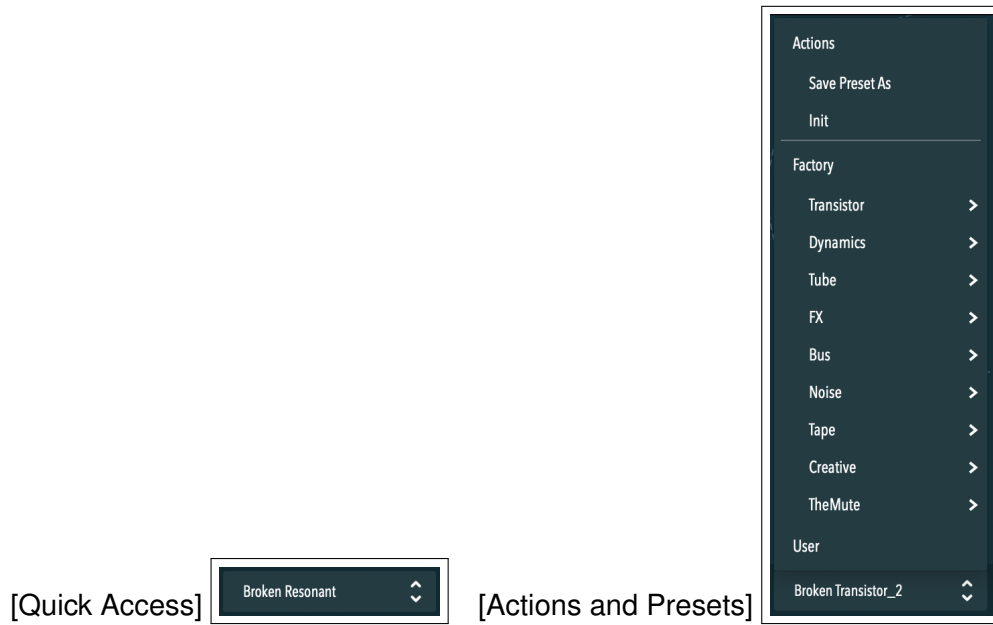 [Quick Access]
Broken Resonant
[Actions and Presets]
Actions
Save Preset As
Init
Factory
Transistor
Dynamics
Tube
FX
Bus
Noise
Tape
Creative
TheMute
User
Broken Transistor_2